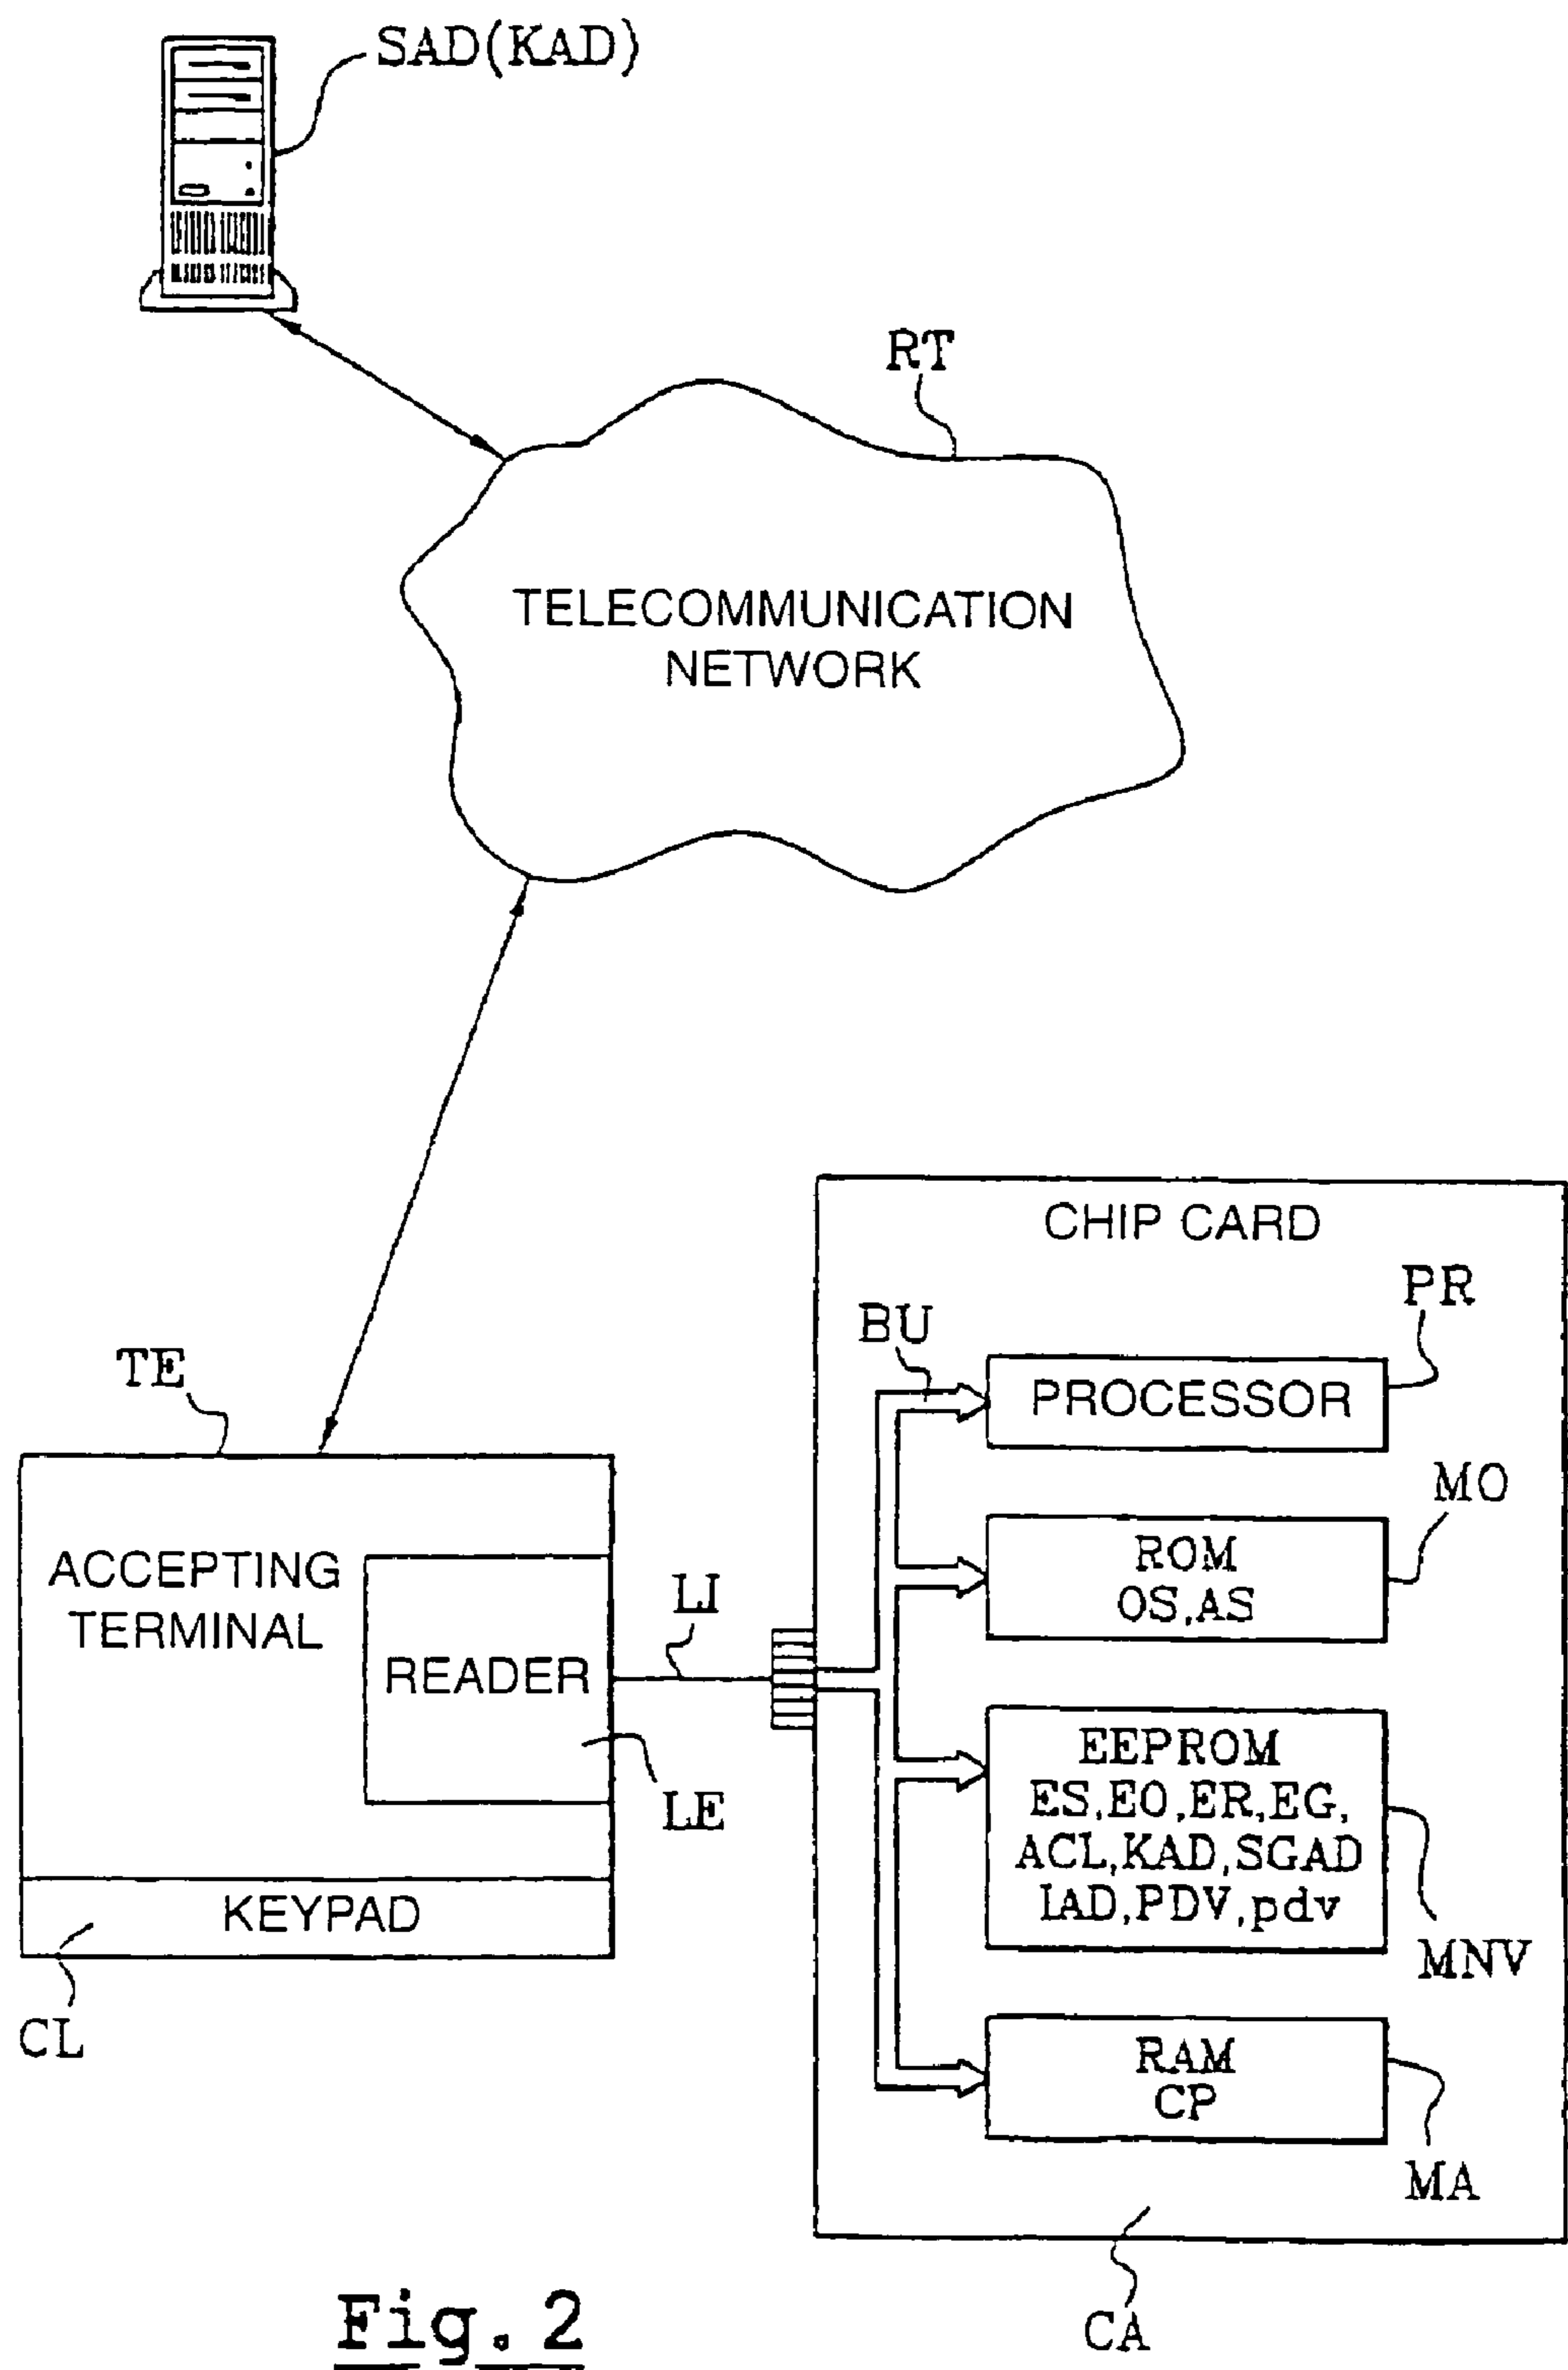 SAD(KAD)
RT
TELECOMMUNICATION
NETWORK
CHIP CARD
PR
BU
PROCESSOR
TE
MO
ROM
OS,AS
ACCEPTING
TERMINAL
LI
READER
LE
EEPROM
ES,EO,ER,EG,
ACL,KAD,SGAD
IAD,PDV,pdv
MNV
KEYPAD
CL
RAM
CP
MA
CA
Fig. 2